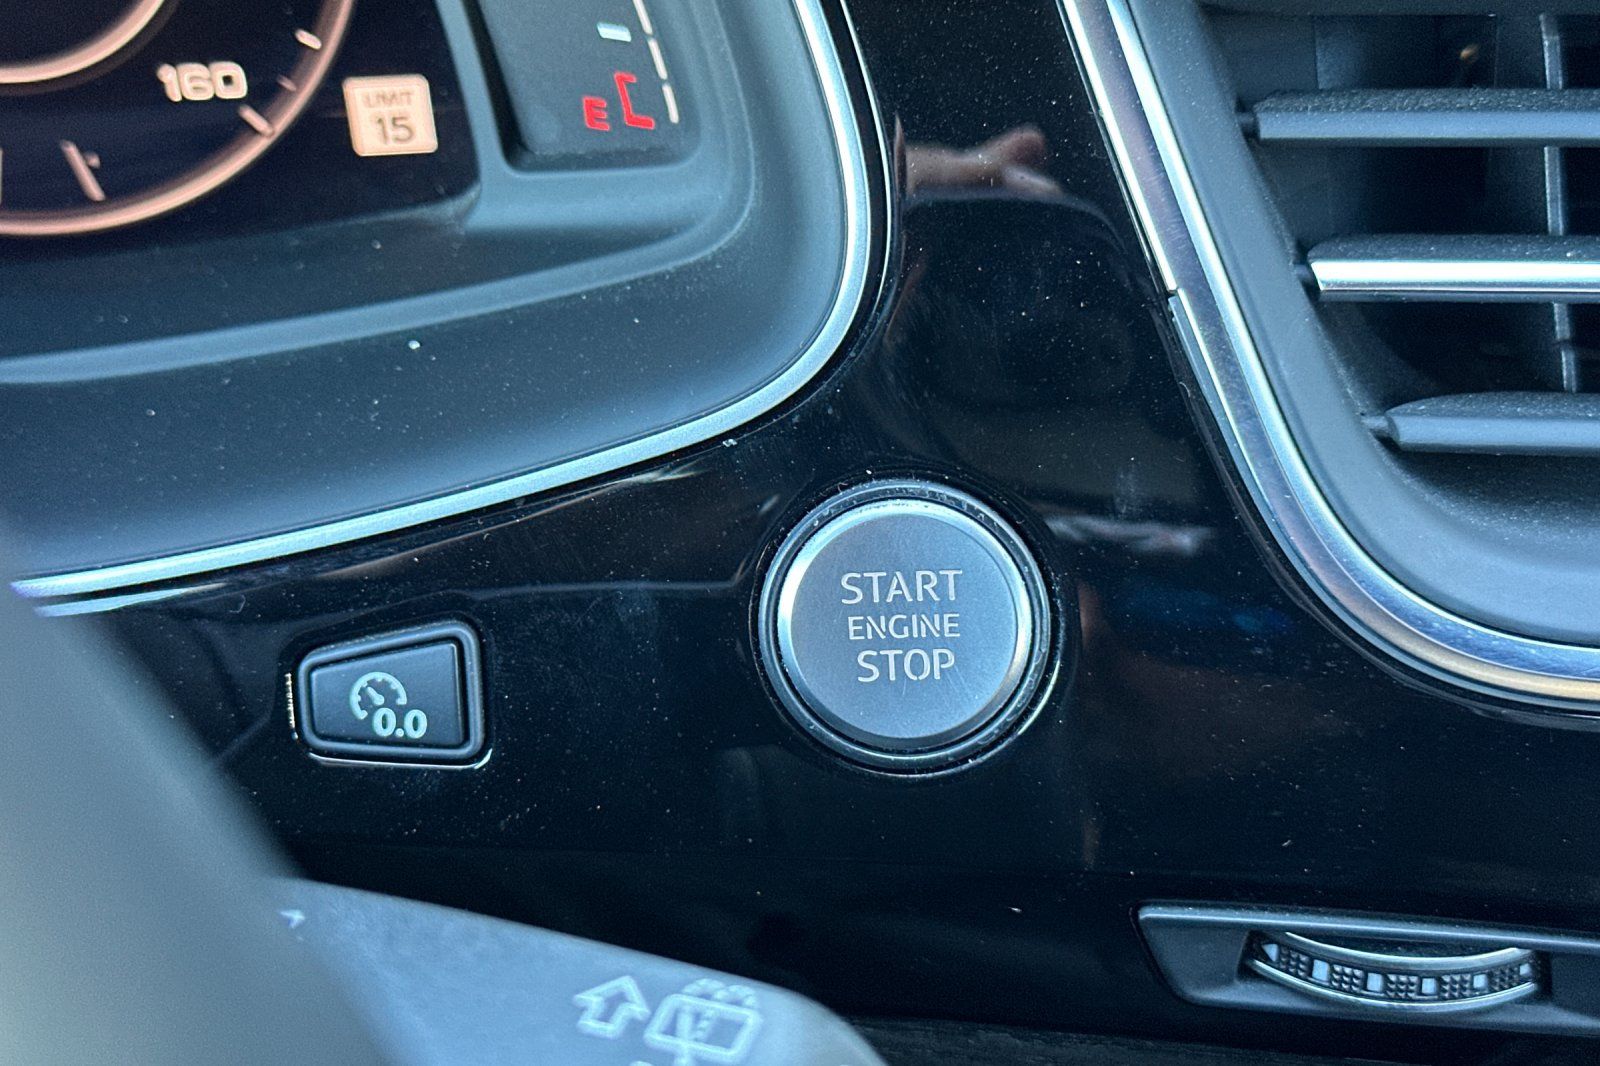 160
LIMIT
15
E
START
ENGINE
STOP
0.0